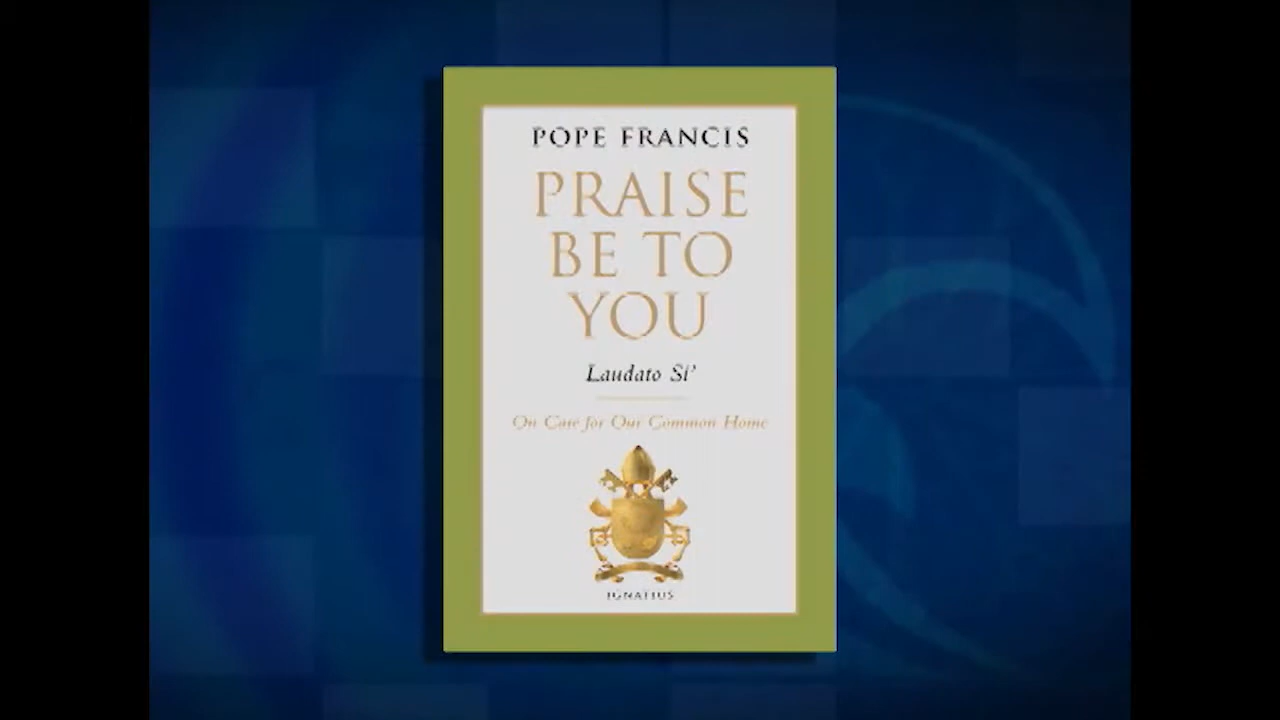 POPE FRANCIS
PRAISE
BE TO
YOU
Laudato Si’
On Care for Our Common Home
IGNATIUS